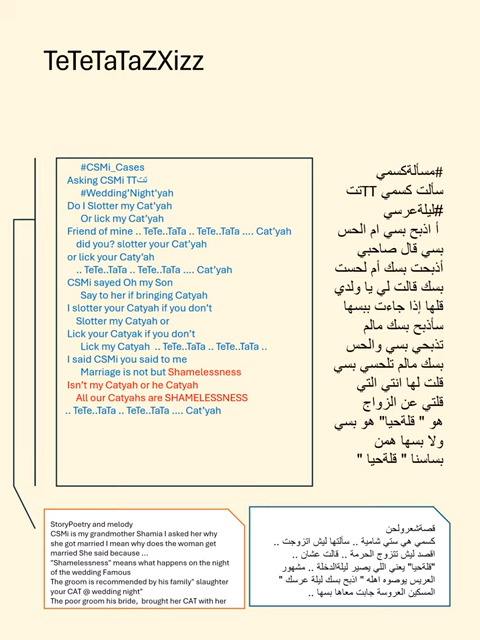 TeTeTaTaZXizz
#CSMi_Cases
Asking CSMi TTتت
#Wedding'Night'yah
Do I Slotter my Cat'yah
Or lick my Cat'yah
Friend of mine .. TeTe..TaTa .. TeTe..TaTa .... Cat'yah
did you? slotter your Cat'yah
or lick your Caty'ah
.. TeTe..TaTa .. TeTe..TaTa .... Cat'yah
CSMi sayed Oh my Son
Say to her if bringing Catyah
I slotter your Catyah if you don't
Slotter my Catyah or
Lick your Catyak if you don't
Lick my Catyah .. TeTe..TaTa .. TeTe..TaTa ..
I said CSMi you said to me
Marriage is not but Shamelessness
Isn't my Catyah or he Catyah
All our Catyahs are SHAMELESSNESS
.. TeTe..TaTa .. TeTe..TaTa .... Cat'yah
#مسألةكسمي
سألت كسمي TTتت
#ليلةعرسي
أ اذبح بسي ام الحس
بسي قال صاحبي
أذبحت بسك أم لحست
بسك قالت لي يا ولدي
قلها إذا جاءت ببسها
سأذبح بسك مالم
تذبحي بسي والحس
بسك مالم تلحسي بسي
قلت لها انتي التي
قلتي عن الزواج
هو " قلةحيا" هو بسي
ولا بسها همن
بساسنا " قلةحيا "
StoryPoetry and melody
CSMi is my grandmother Shamia I asked her why
she got married I mean why does the woman get
married She said because ...
"Shamelessness" means what happens on the night
of the wedding Famous
The groom is recommended by his family" slaughter
your CAT @ wedding night"
The poor groom his bride, brought her CAT with her
قصةشعرولحن
كسمي هي ستي شامية .. سألتها ليش اتزوجت ..
اقصد ليش تتزوج الحرمة .. قالت عشان ..
"قلةحيا" يعني اللي يصير ليلةالدخلة .. مشهور
العريس يوصوه اهله " اذبح بسك ليلة عرسك "
المسكين العروسة جابت معاها بسها ..